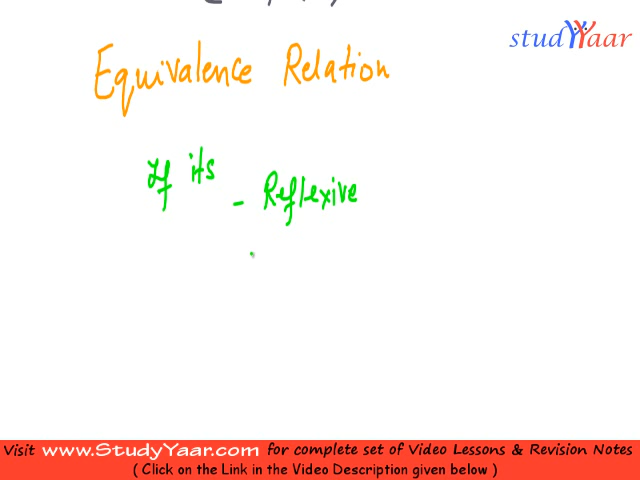 studYYaar
Equivalence Relation
If its
- Reflexive
Visit www.StudyYaar.com for complete set of Video Lessons & Revision Notes
( Click on the Link in the Video Description given below )